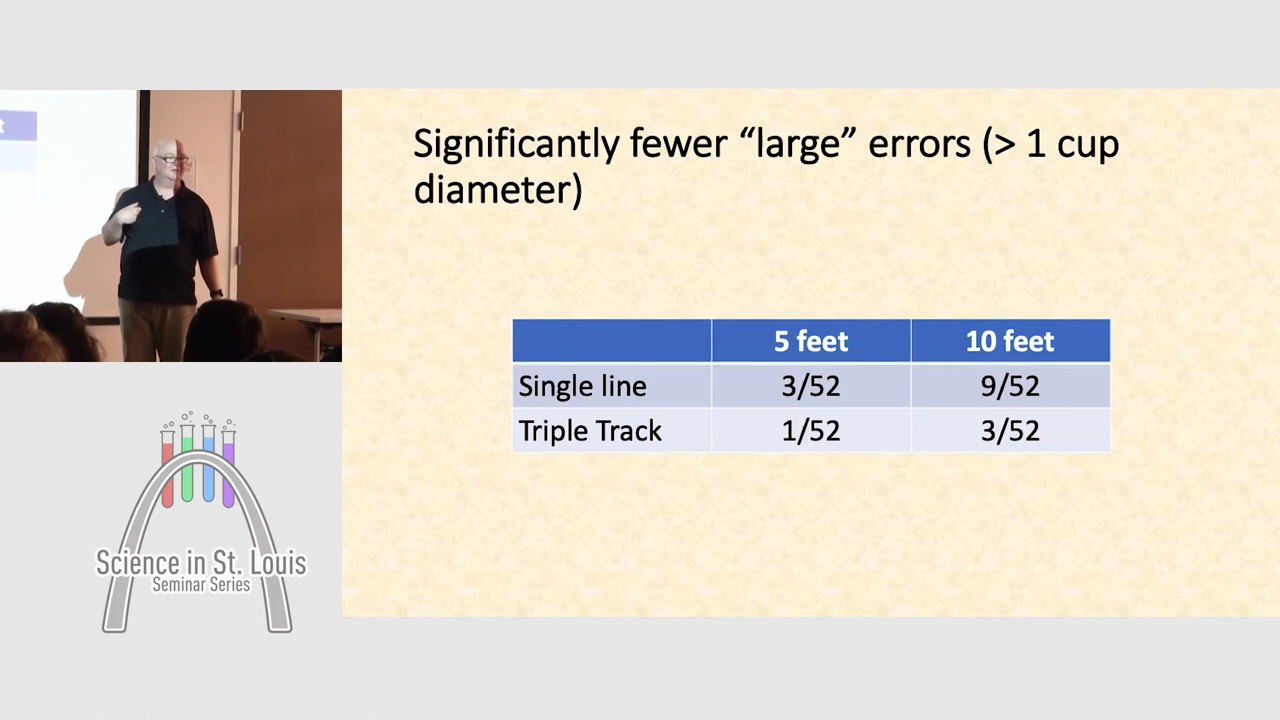 Significantly fewer “large” errors (> 1 cup
diameter)
5 feet 10 feet
Single line 3/52 9/52
Triple Track 1/52 3/52
Science in St. Louis
Seminar Series